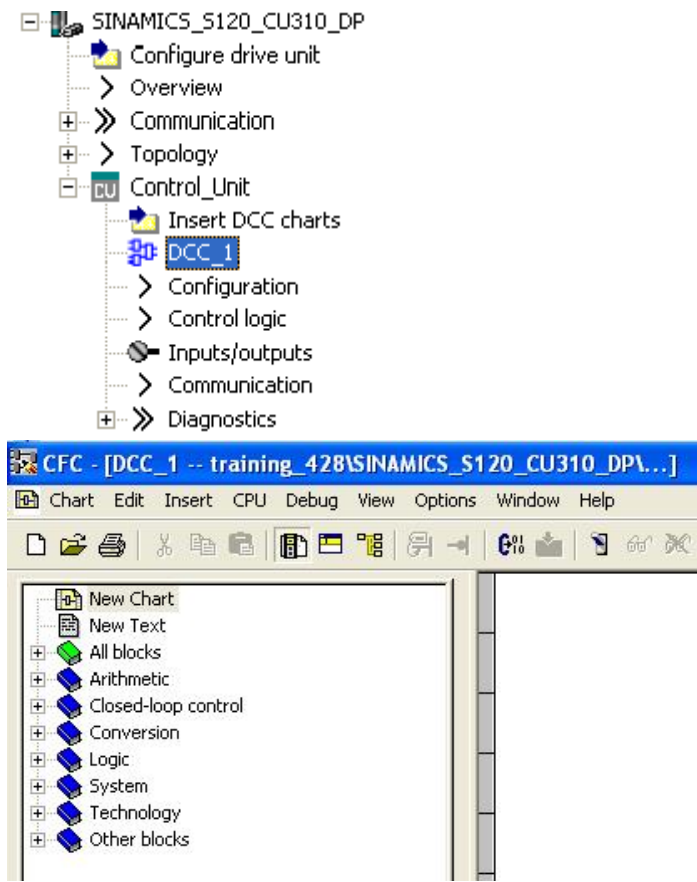 SINAMICS_S120_CU310_DP
Configure drive unit
Overview
Communication
Topology
CU Control_Unit
Insert DCC charts
DCC_1
Configuration
Control logic
Inputs/outputs
Communication
Diagnostics
CFC - [DCC_1 -- training_428\SINAMICS_S120_CU310_DP\...]
Chart Edit Insert CPU Debug View Options Window Help
New Chart
New Text
All blocks
Arithmetic
Closed-loop control
Conversion
Logic
System
Technology
Other blocks